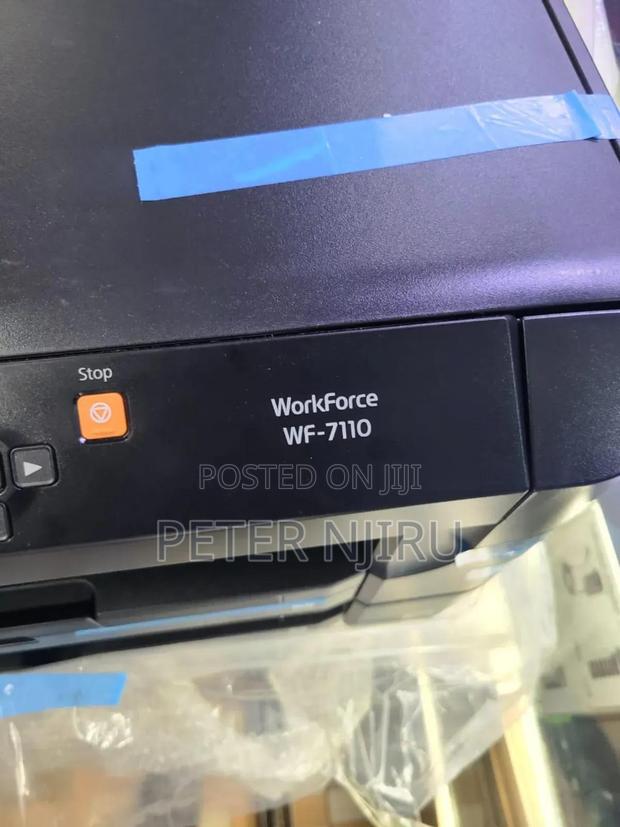 Stop
WorkForce
WF-7110
POSTED ON JIJI
PETER NJIRU